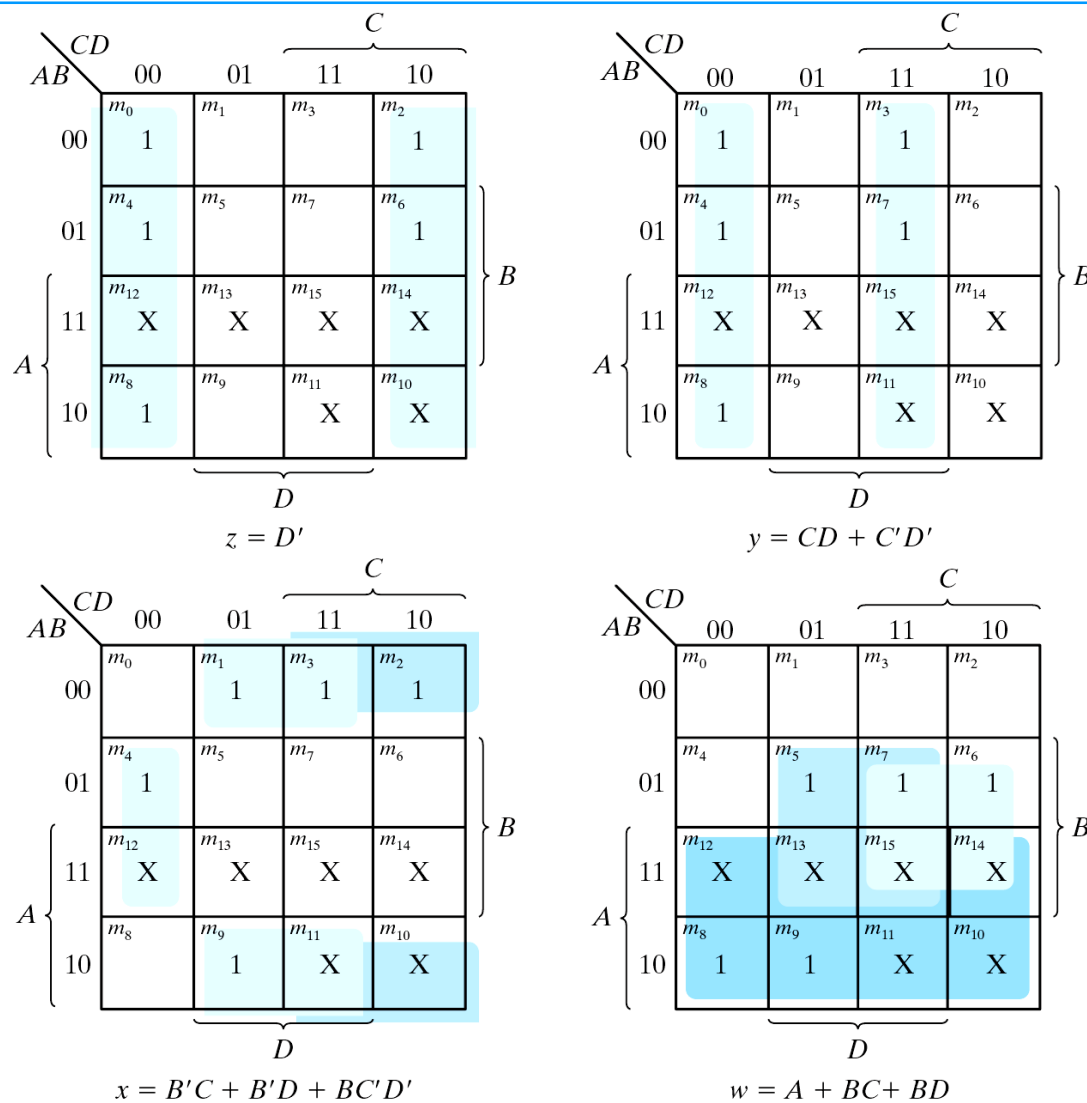 C
CD
AB 00 01 11 10
m0 m1 m3 m2
00 1 1
m4 m5 m7 m6
01 1 1
B
m12 m13 m15 m14
11 X X X X
A
m8 m9 m11 m10
10 1 X X
D
z = D′
C
CD
AB 00 01 11 10
m0 m1 m3 m2
00 1 1
m4 m5 m7 m6
01 1 1
B
m12 m13 m15 m14
11 X X X X
A
m8 m9 m11 m10
10 1 X X
D
y = CD + C′D′
C
CD
AB 00 01 11 10
m0 m1 m3 m2
00 1 1 1
m4 m5 m7 m6
01 1
B
m12 m13 m15 m14
11 X X X X
A
m8 m9 m11 m10
10 1 X X
D
x = B′C + B′D + BC′D′
C
CD
AB 00 01 11 10
m0 m1 m3 m2
00
m4 m5 m7 m6
01 1 1 1
B
m12 m13 m15 m14
11 X X X X
A
m8 m9 m11 m10
10 1 1 X X
D
w = A + BC+ BD